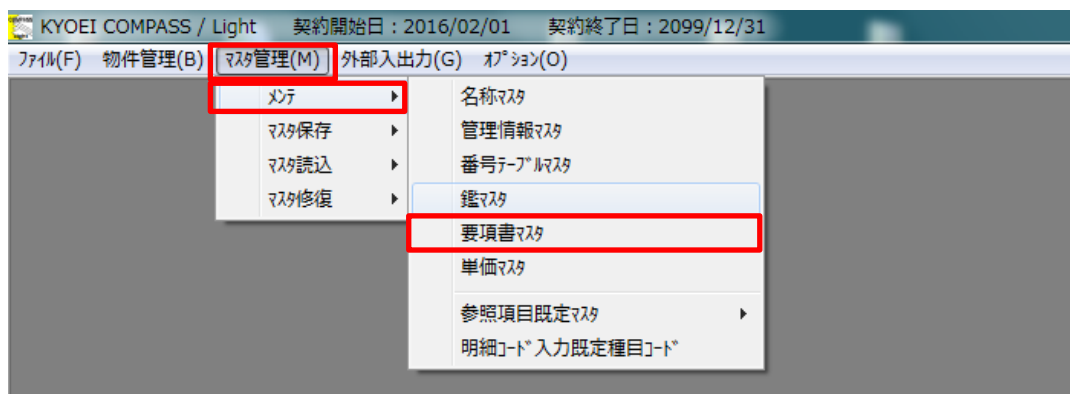 KYOEI COMPASS / Light 契約開始日：2016/02/01 契約終了日：2099/12/31
ﾌｧｲﾙ(F) 物件管理(B) ﾏｽﾀ管理(M) 外部入出力(G) ｵﾌﾟｼｮﾝ(O)
ﾒﾝﾃ
ﾏｽﾀ保存
ﾏｽﾀ読込
ﾏｽﾀ修復
名称ﾏｽﾀ
管理情報ﾏｽﾀ
番号ﾃｰﾌﾞﾙﾏｽﾀ
鑑ﾏｽﾀ
要項書ﾏｽﾀ
単価ﾏｽﾀ
参照項目既定ﾏｽﾀ
明細ｺｰﾄﾞ入力既定種目ｺｰﾄﾞ